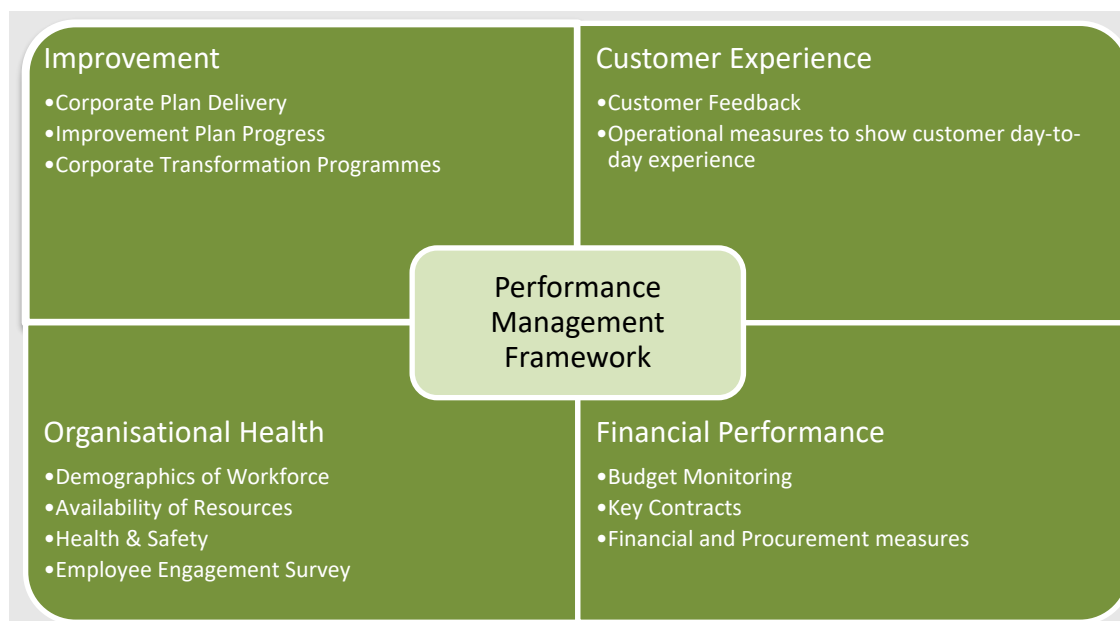 Improvement
•Corporate Plan Delivery
•Improvement Plan Progress
•Corporate Transformation Programmes
Customer Experience
•Customer Feedback
•Operational measures to show customer day-to-
day experience
Performance
Management
Framework
Organisational Health
•Demographics of Workforce
•Availability of Resources
•Health & Safety
•Employee Engagement Survey
Financial Performance
•Budget Monitoring
•Key Contracts
•Financial and Procurement measures